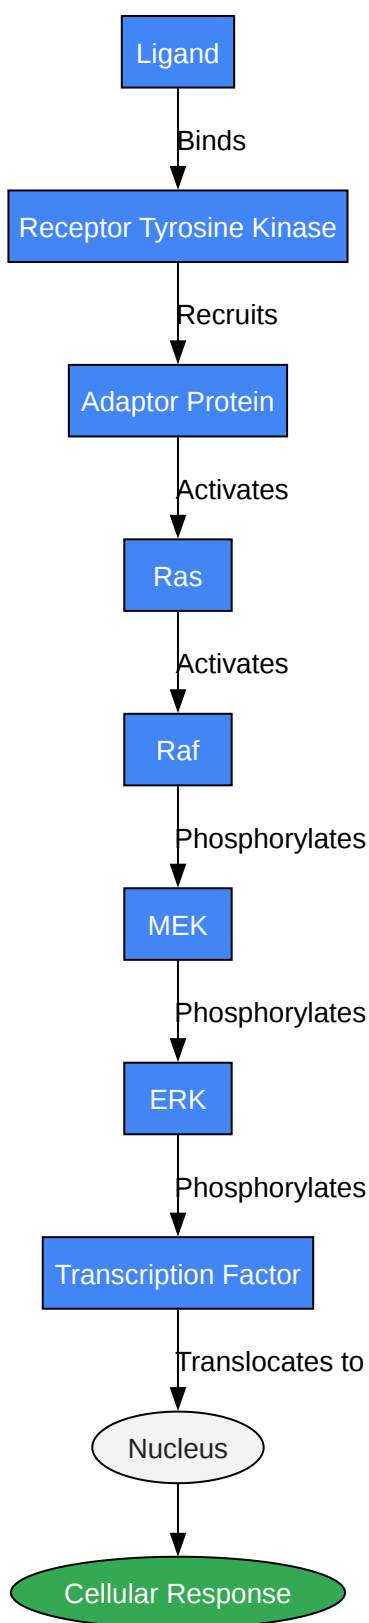 Ligand
Binds
Receptor Tyrosine Kinase
Recruits
Adaptor Protein
Activates
Ras
Activates
Raf
Phosphorylates
MEK
Phosphorylates
ERK
Phosphorylates
Transcription Factor
Translocates to
Nucleus
Cellular Response